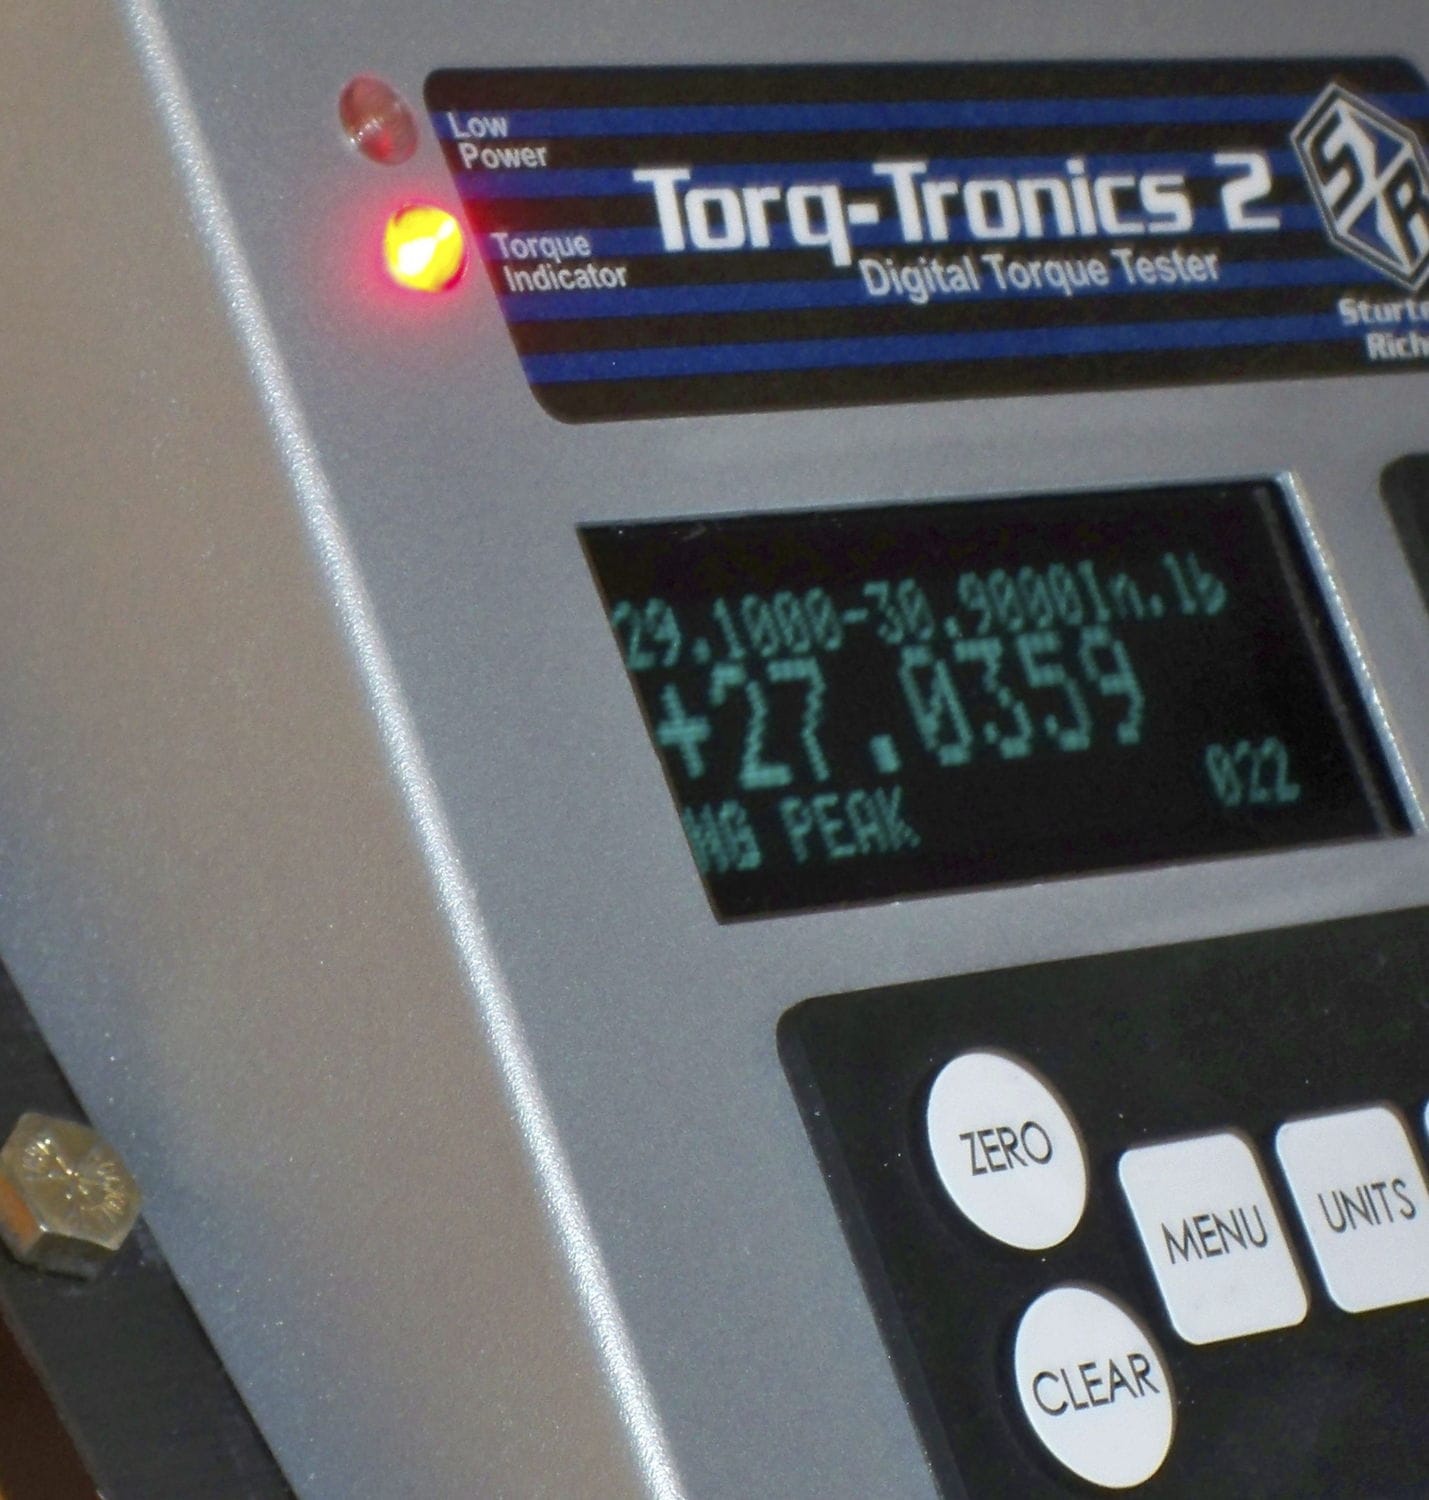 Low
Power
Torque
Indicator
Torq-Tronics 2
Digital Torque Tester
29.1000-30.9000In.lb
+27.0359
022
PEAK
ZERO
MENU
UNITS
CLEAR